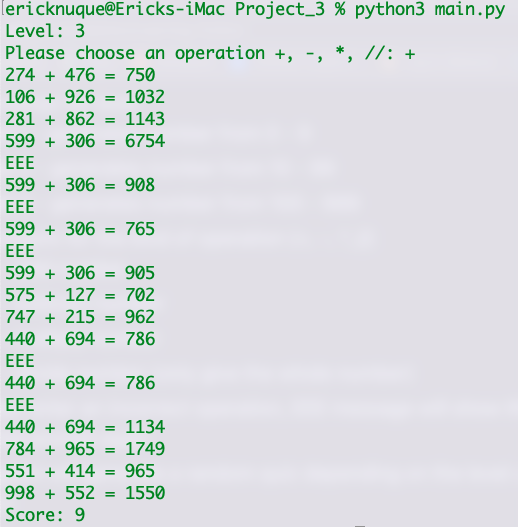 ericknuque@Ericks-iMac Project_3 % python3 main.py
Level: 3
Please choose an operation +, -, *, //: +
274 + 476 = 750
106 + 926 = 1032
281 + 862 = 1143
599 + 306 = 6754
EEE
599 + 306 = 908
EEE
599 + 306 = 765
EEE
599 + 306 = 905
575 + 127 = 702
747 + 215 = 962
440 + 694 = 786
EEE
440 + 694 = 786
EEE
440 + 694 = 1134
784 + 965 = 1749
551 + 414 = 965
998 + 552 = 1550
Score: 9